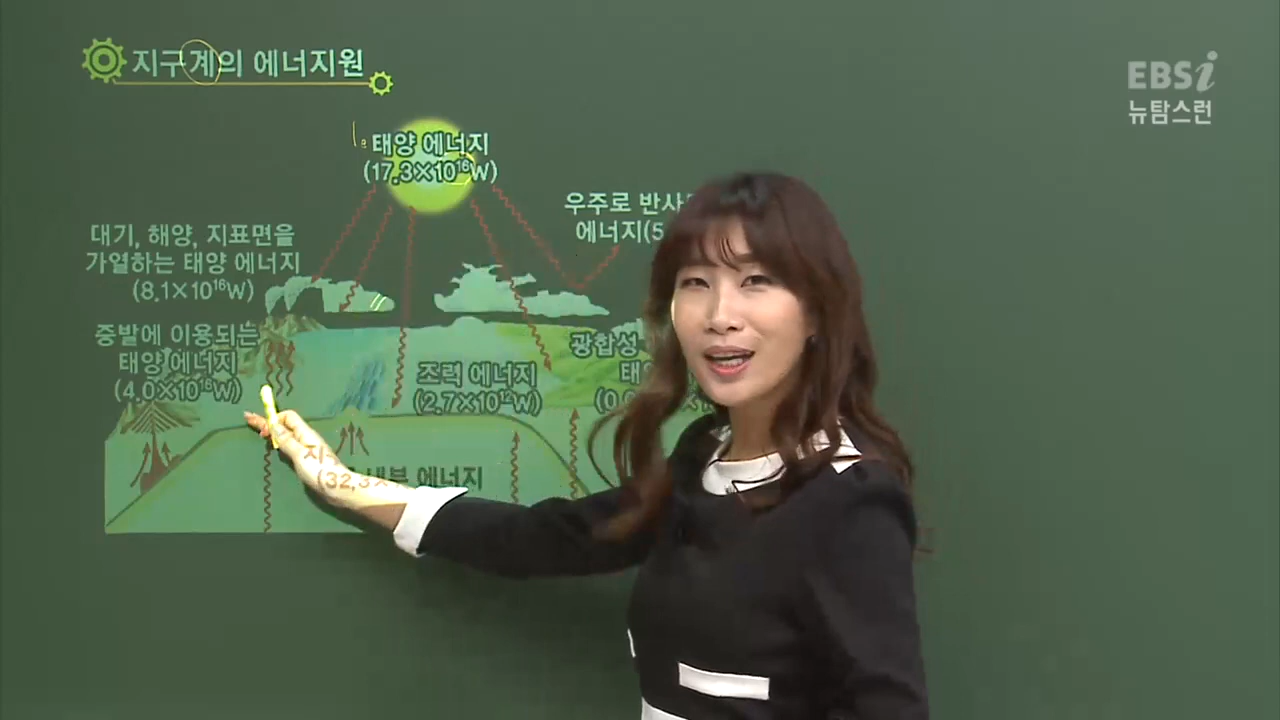 지구계의 에너지원
EBSi
뉴탐스런
1. 태양 에너지
(17.3×10¹⁶W)
우주로 반사
에너지(5
대기, 해양, 지표면을
가열하는 태양 에너지
(8.1×10¹⁶W)
증발에 이용되는
태양 에너지
(4.0×10¹⁶W)
광합성
조력 에너지
(2.7×10¹²W)
내부 에너지
(32.3×